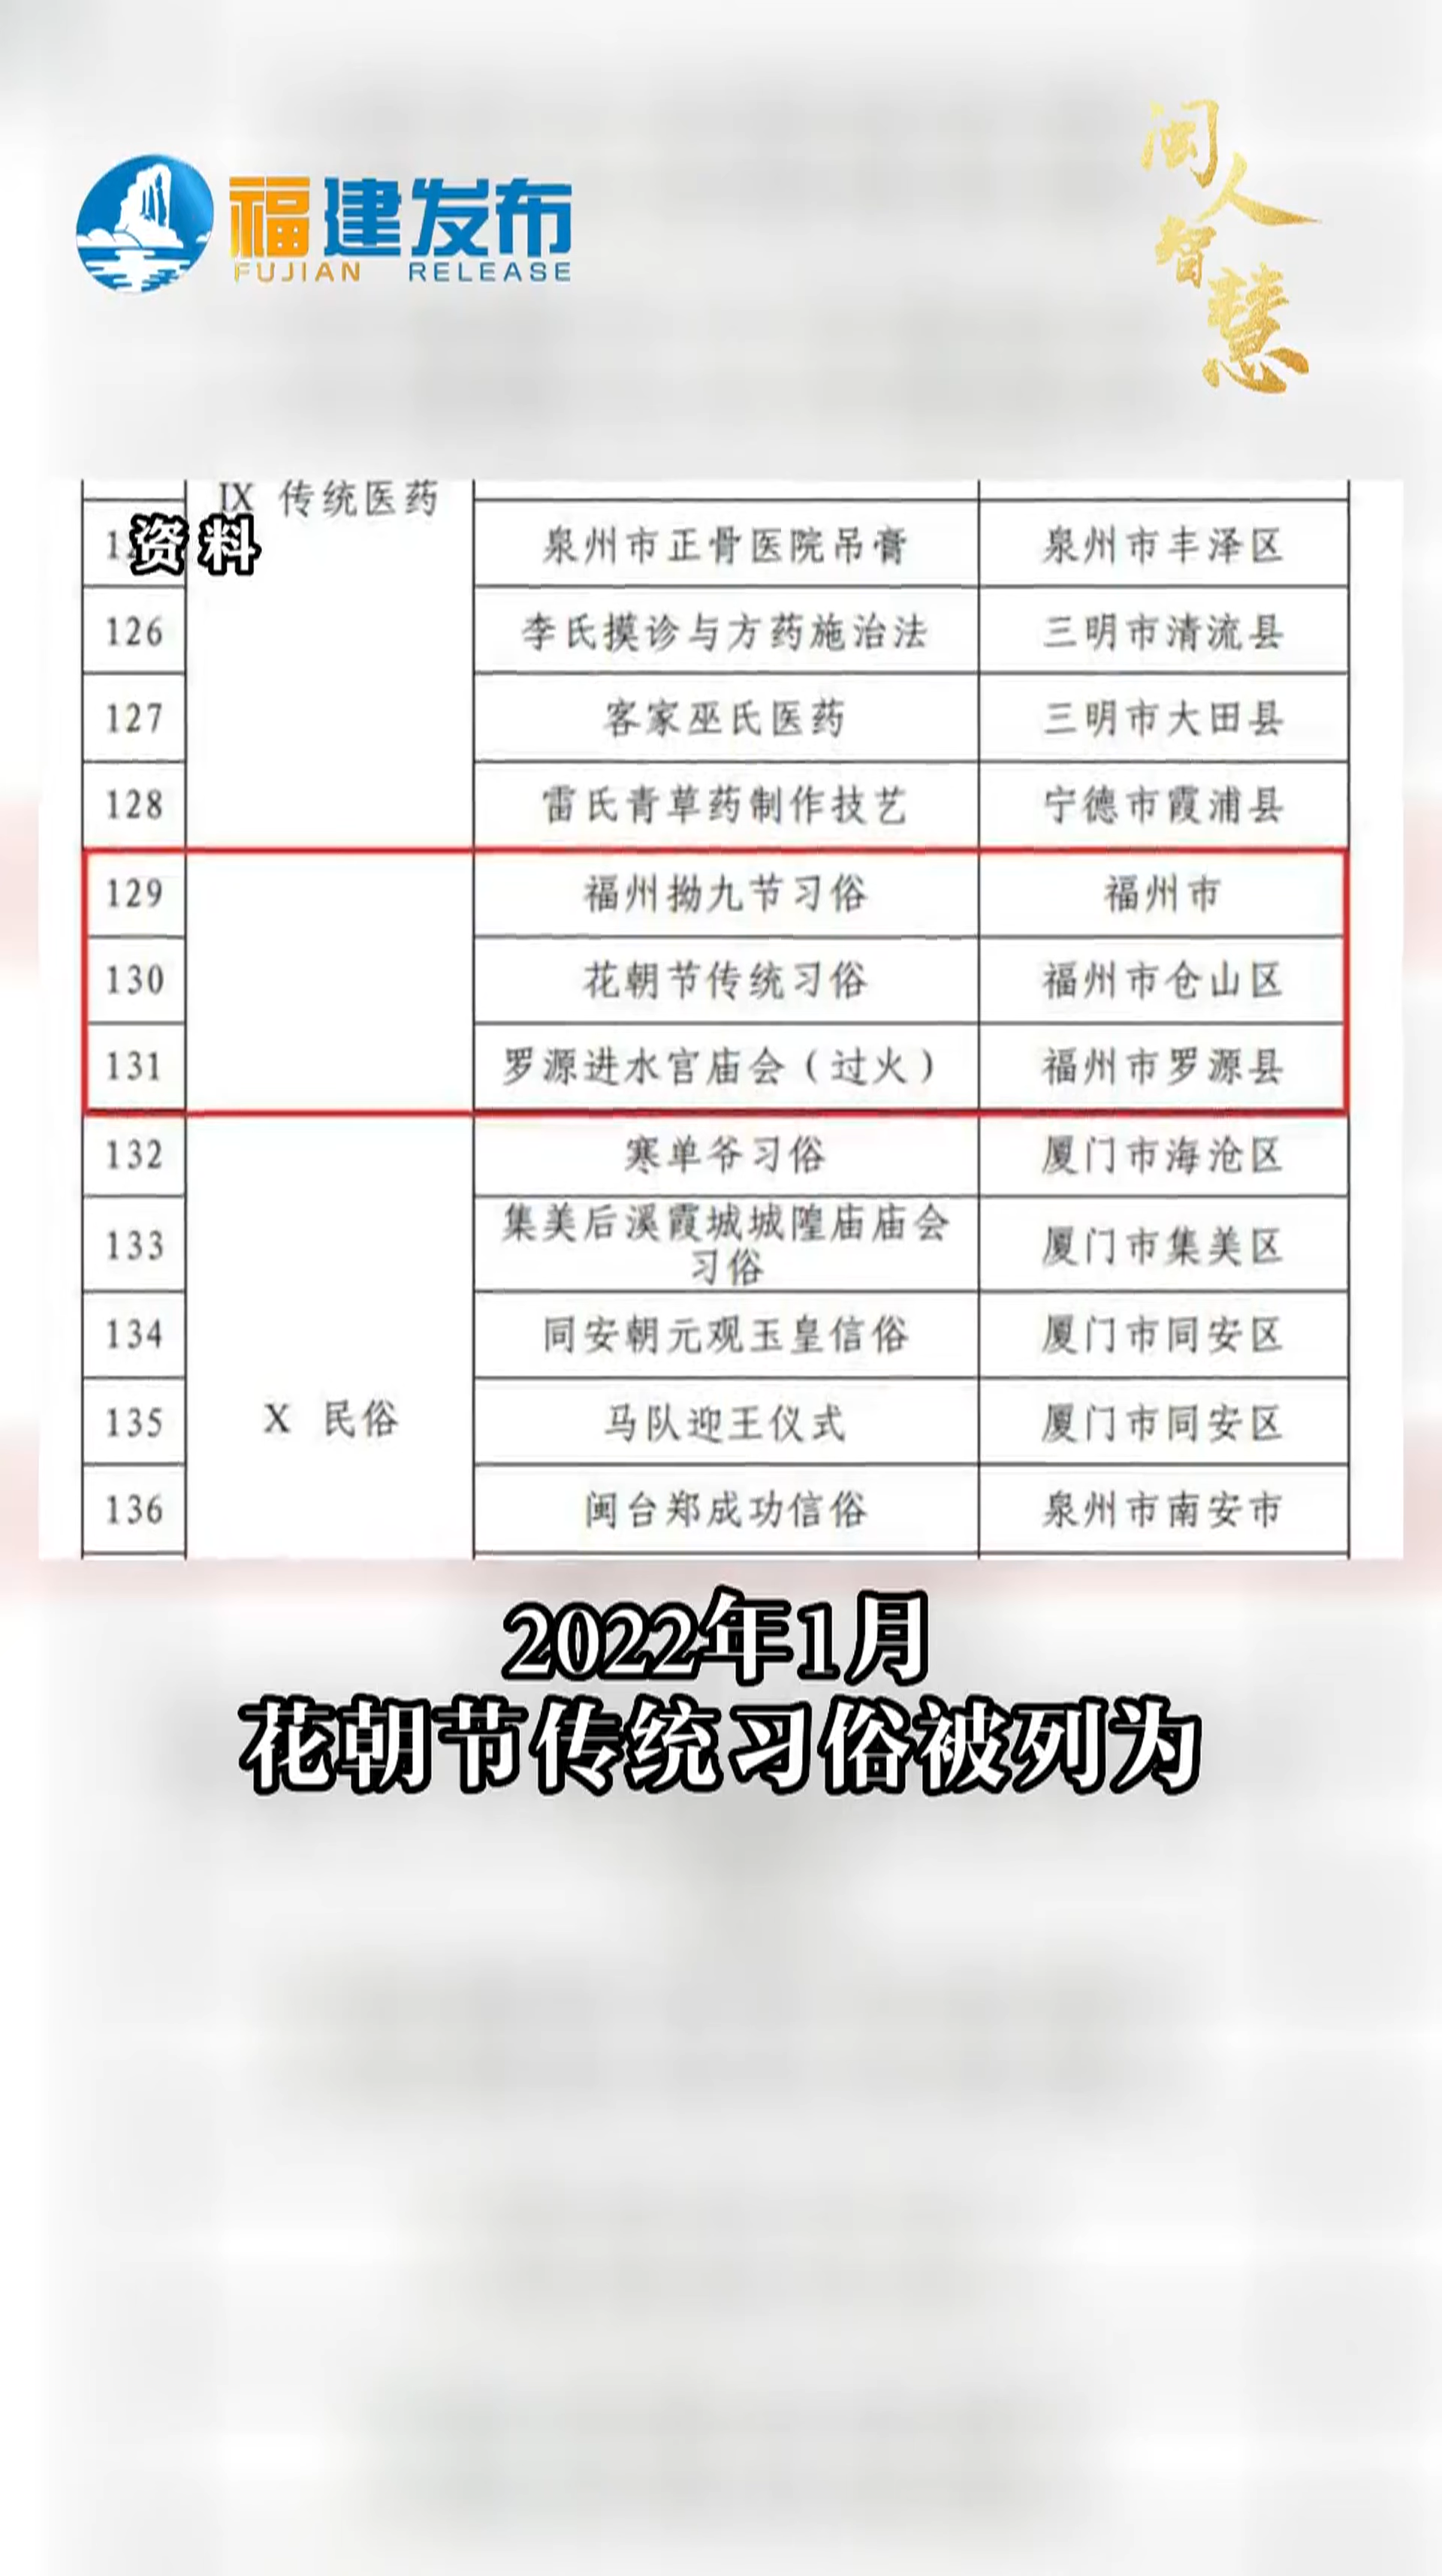 福建发布
FUJIAN RELEASE
闽人智慧
IX 传统医药
资料
泉州市正骨医院吊膏 泉州市丰泽区
126 李氏摸诊与方药施治法 三明市清流县
127 客家巫氏医药 三明市大田县
128 雷氏青草药制作技艺 宁德市霞浦县
129 福州拗九节习俗 福州市
130 花朝节传统习俗 福州市仓山区
131 罗源进水宫庙会（过火） 福州市罗源县
132 寒单爷习俗 厦门市海沧区
133 集美后溪霞城城隍庙庙会
习俗 厦门市集美区
134 同安朝元观玉皇信俗 厦门市同安区
X 民俗
135 马队迎王仪式 厦门市同安区
136 闽台郑成功信俗 泉州市南安市
2022年1月
花朝节传统习俗被列为